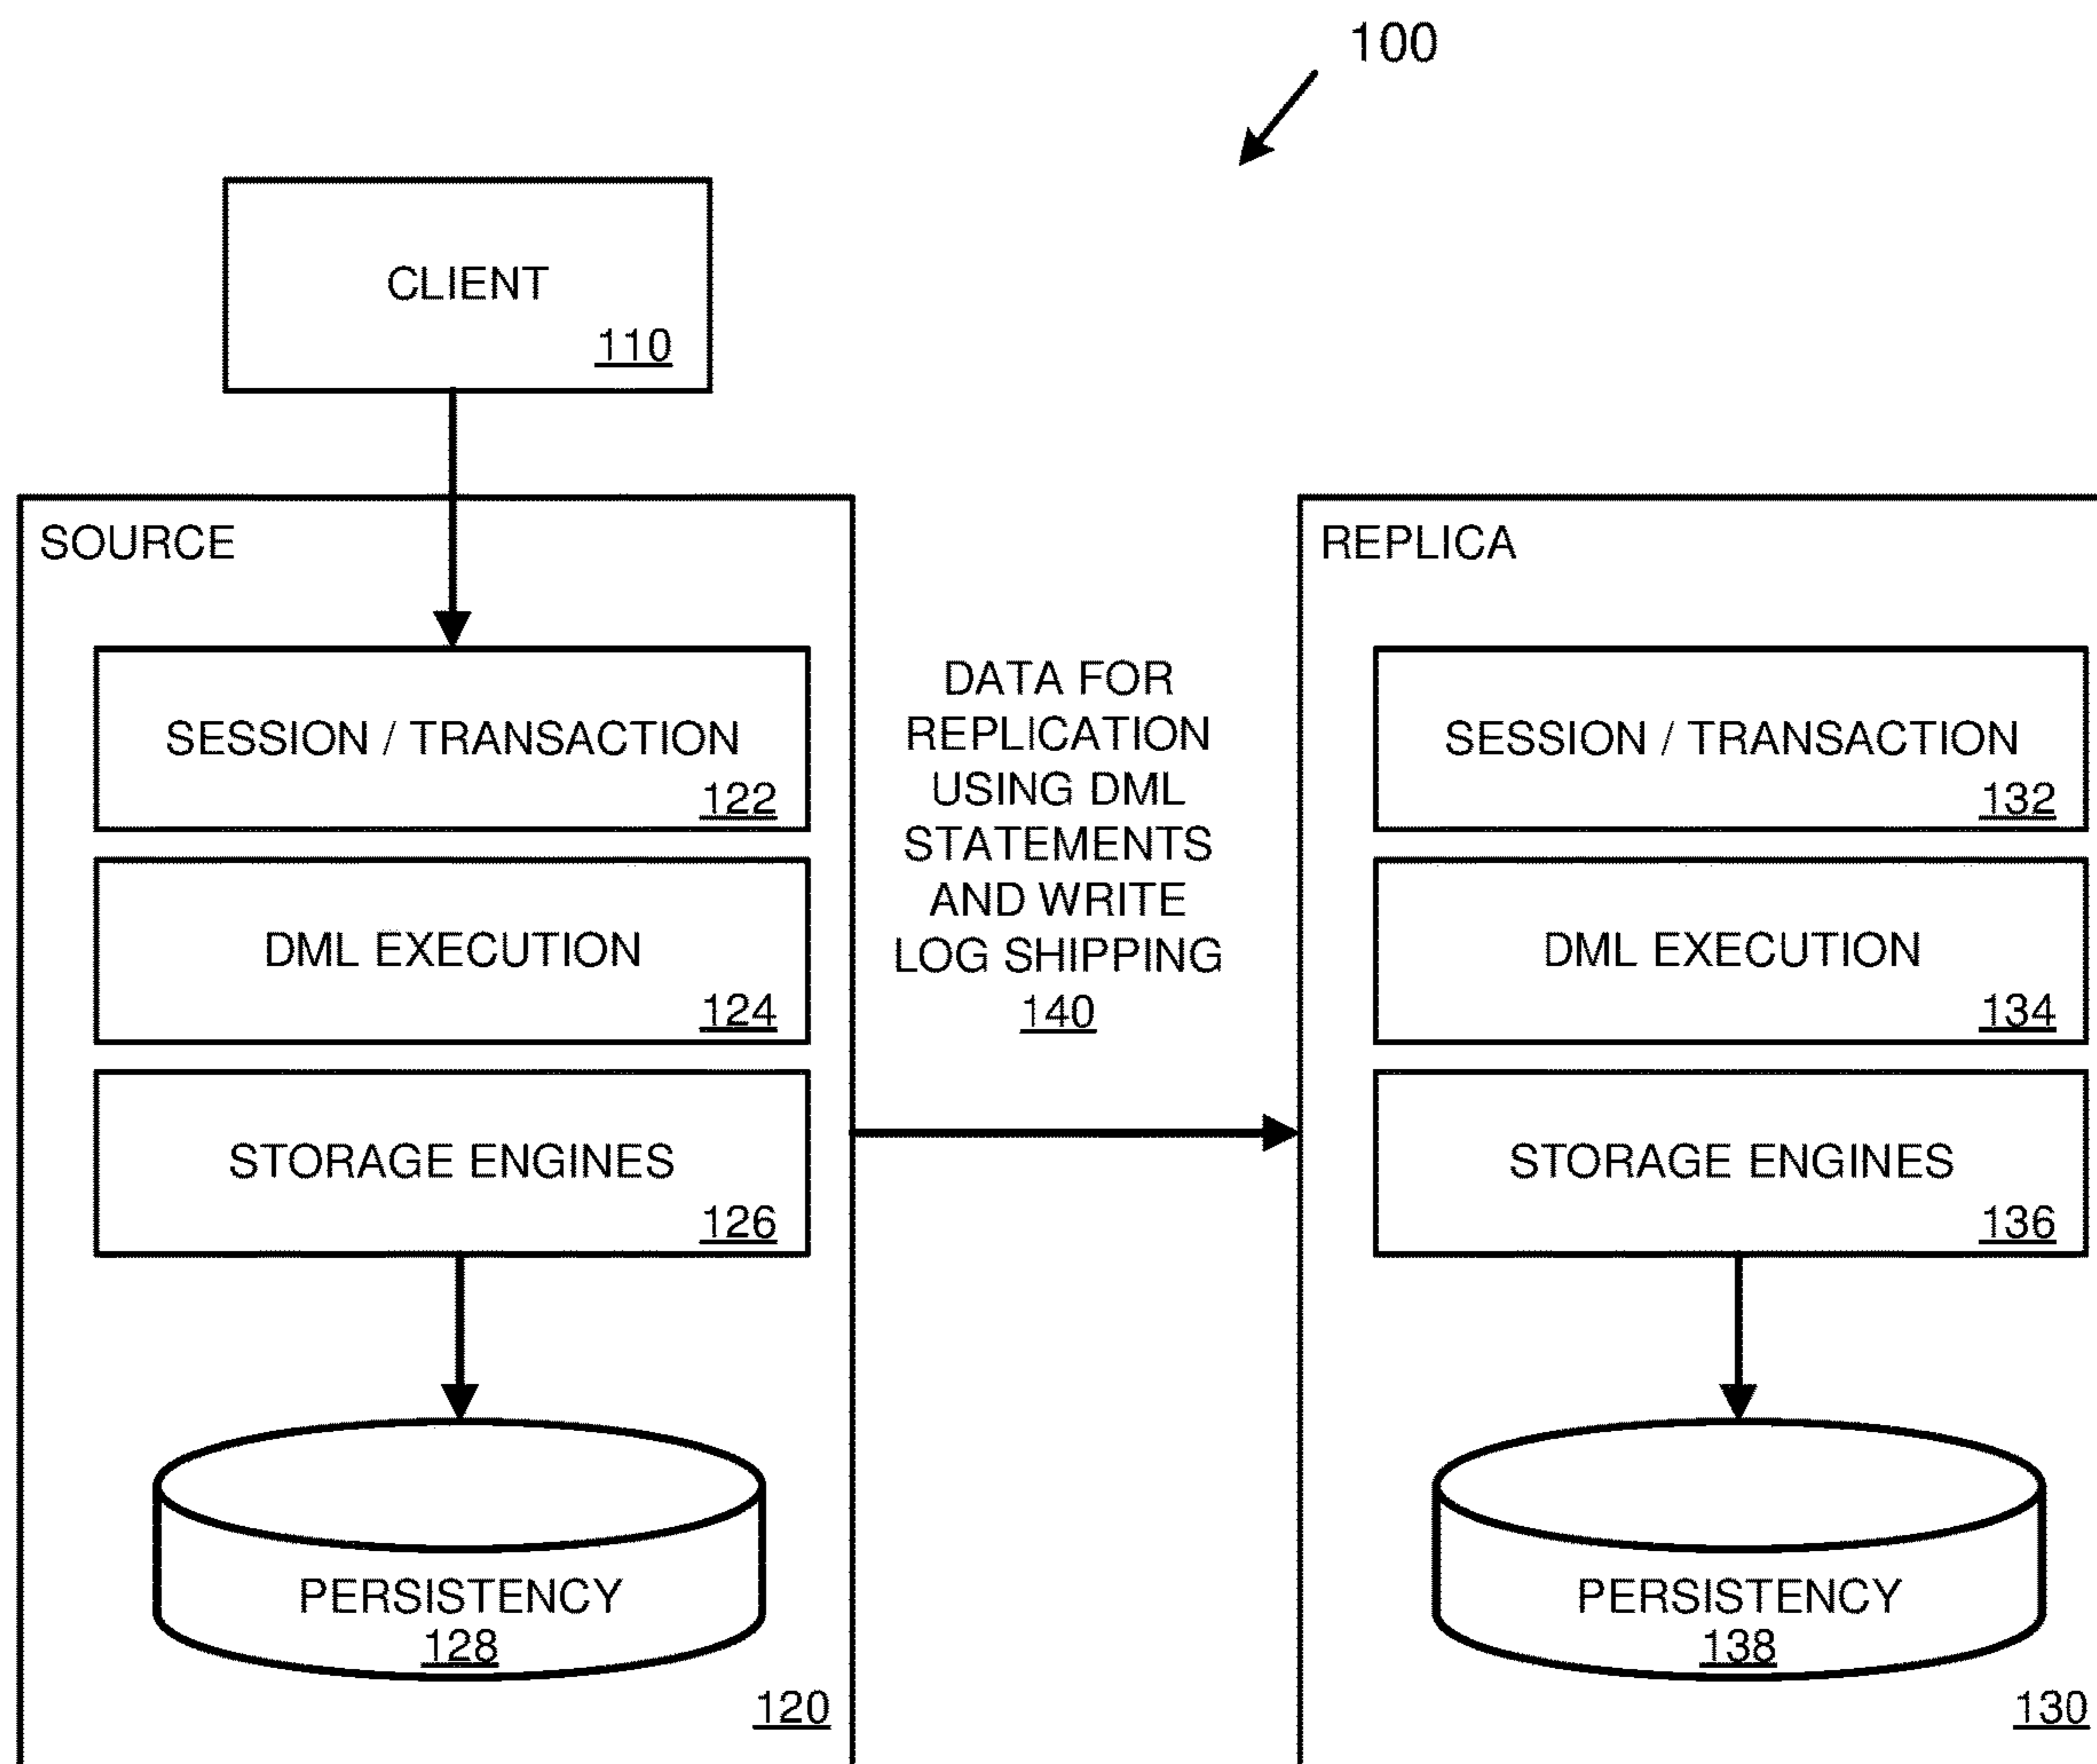 100
CLIENT
110
SOURCE
SESSION / TRANSACTION
122
DML EXECUTION
124
STORAGE ENGINES
126
PERSISTENCY
128
120
DATA FOR
REPLICATION
USING DML
STATEMENTS
AND WRITE
LOG SHIPPING
140
REPLICA
SESSION / TRANSACTION
132
DML EXECUTION
134
STORAGE ENGINES
136
PERSISTENCY
138
130